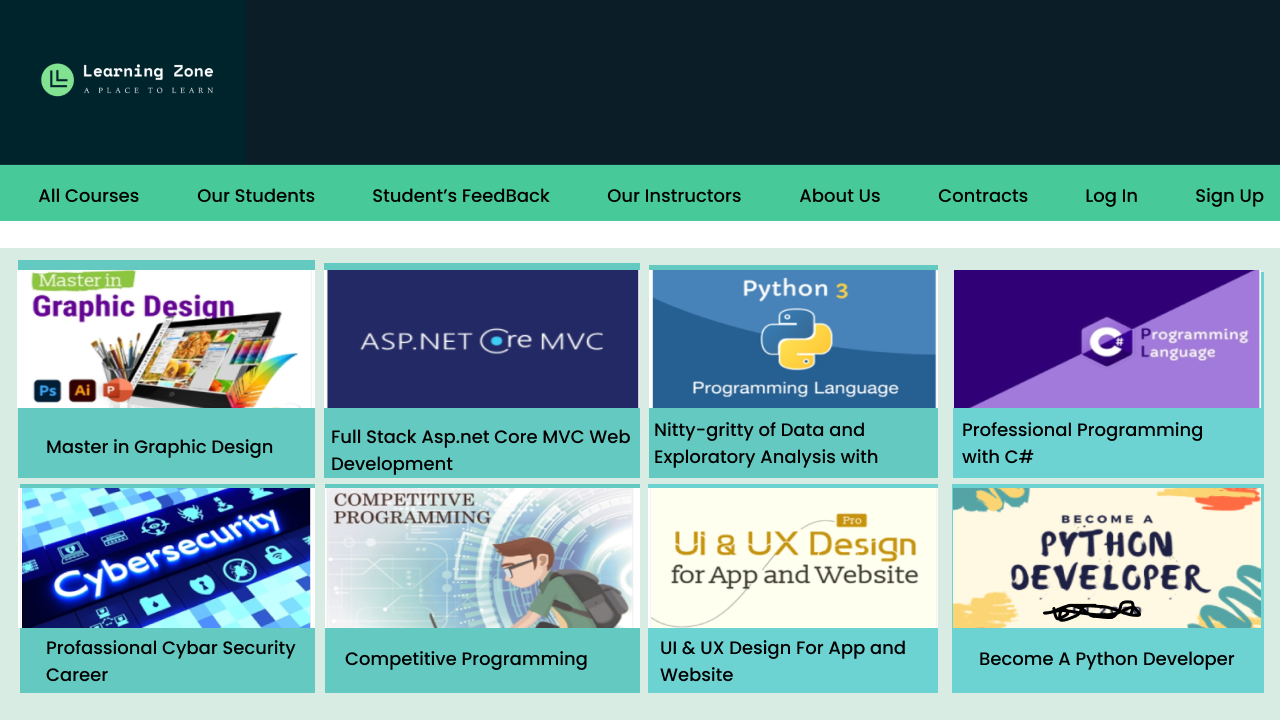 Learning Zone
A PLACE TO LEARN
All Courses Our Students Student’s FeedBack Our Instructors About Us Contracts Log In Sign Up
Master in
Graphic Design
Ps Ai P
Master in Graphic Design
ASP.NET Core MVC
Full Stack Asp.net Core MVC Web
Development
Python 3
Programming Language
Nitty-gritty of Data and
Exploratory Analysis with
C#
Programming
Language
Professional Programming
with C#
Cybersecurity
Profassional Cybar Security
Career
COMPETITIVE
PROGRAMMING
Competitive Programming
Pro
Ui & UX Design
for App and Website
UI & UX Design For App and
Website
BECOME A
PYTHON
DEVELOPER
Become A Python Developer